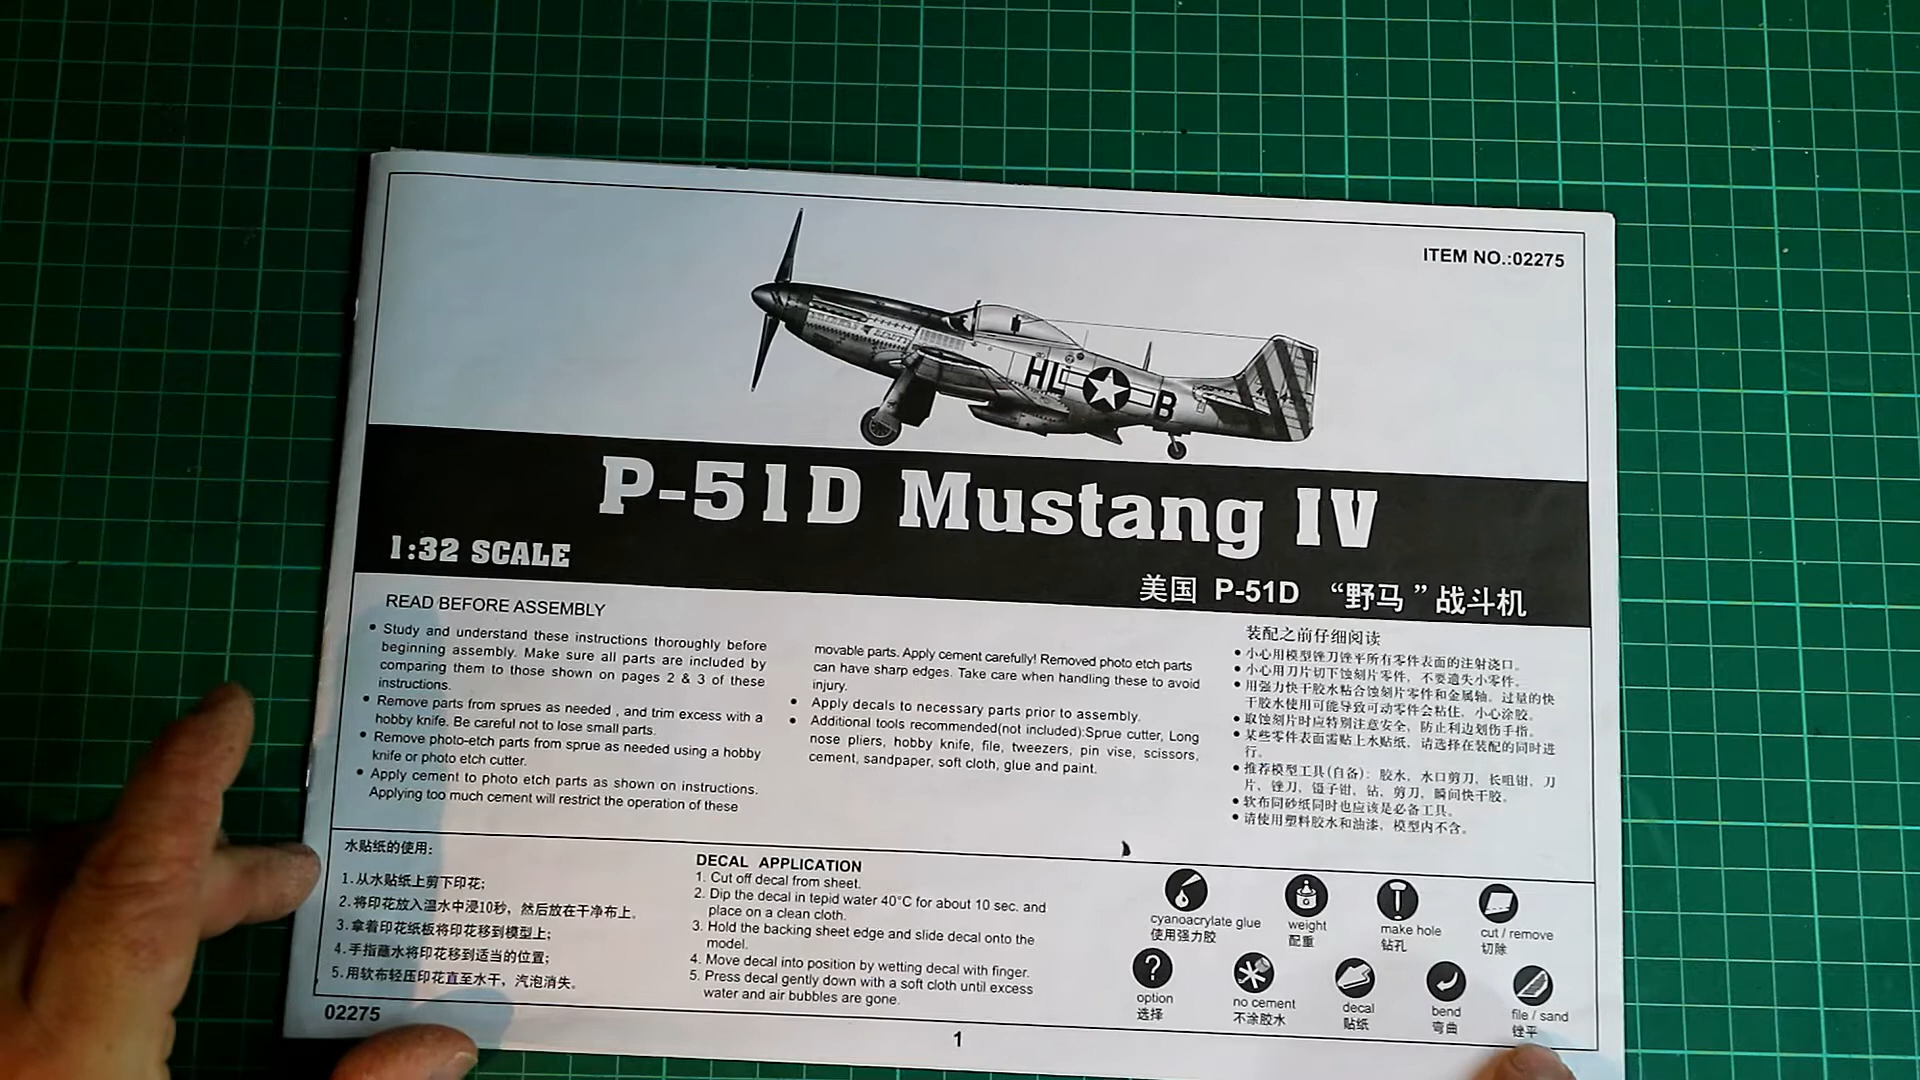 ITEM NO.:02275
HL
B
P-51D Mustang IV
1:32 SCALE
美国 P-51D “野马”战斗机
READ BEFORE ASSEMBLY
• Study and understand these instructions thoroughly before
beginning assembly. Make sure all parts are included by
comparing them to those shown on pages 2 & 3 of these
instructions.
• Remove parts from sprues as needed , and trim excess with a
hobby knife. Be careful not to lose small parts.
• Remove photo-etch parts from sprue as needed using a hobby
knife or photo etch cutter.
• Apply cement to photo etch parts as shown on instructions.
Applying too much cement will restrict the operation of these
movable parts. Apply cement carefully! Removed photo etch parts
can have sharp edges. Take care when handling these to avoid
injury.
• Apply decals to necessary parts prior to assembly.
• Additional tools recommended(not included):Sprue cutter, Long
nose pliers, hobby knife, file, tweezers, pin vise, scissors,
cement, sandpaper, soft cloth, glue and paint.
装配之前仔细阅读
• 小心用模型锉刀锉平所有零件表面的注射浇口。
• 小心用刀片切下蚀刻片零件，不要遗失小零件。
• 用强力快干胶水粘合蚀刻片零件和金属轴，过量的快
干胶水使用可能导致可动零件会粘住，小心涂胶。
• 取蚀刻片时应特别注意安全，防止利边划伤手指。
• 某些零件表面需贴上水贴纸，请选择在装配的同时进
行。
• 推荐模型工具(自备)：胶水，水口剪刀，长咀钳，刀
片，锉刀，镊子钳，钻，剪刀，瞬间快干胶。
• 软布同砂纸同时也应该是必备工具。
• 请使用塑料胶水和油漆，模型内不含。
水贴纸的使用:
1.从水贴纸上剪下印花;
2.将印花放入温水中浸10秒，然后放在干净布上。
3.拿着印花纸板将印花移到模型上;
4.手指蘸水将印花移到适当的位置;
5.用软布轻压印花直至水干，汽泡消失。
DECAL APPLICATION
1. Cut off decal from sheet.
2. Dip the decal in tepid water 40°C for about 10 sec. and
place on a clean cloth.
3. Hold the backing sheet edge and slide decal onto the
model.
4. Move decal into position by wetting decal with finger.
5. Press decal gently down with a soft cloth until excess
water and air bubbles are gone.
cyanoacrylate glue
使用强力胶
weight
配重
make hole
钻孔
cut / remove
切除
?
option
选择
no cement
不涂胶水
decal
贴纸
bend
弯曲
file / sand
锉平
02275
1